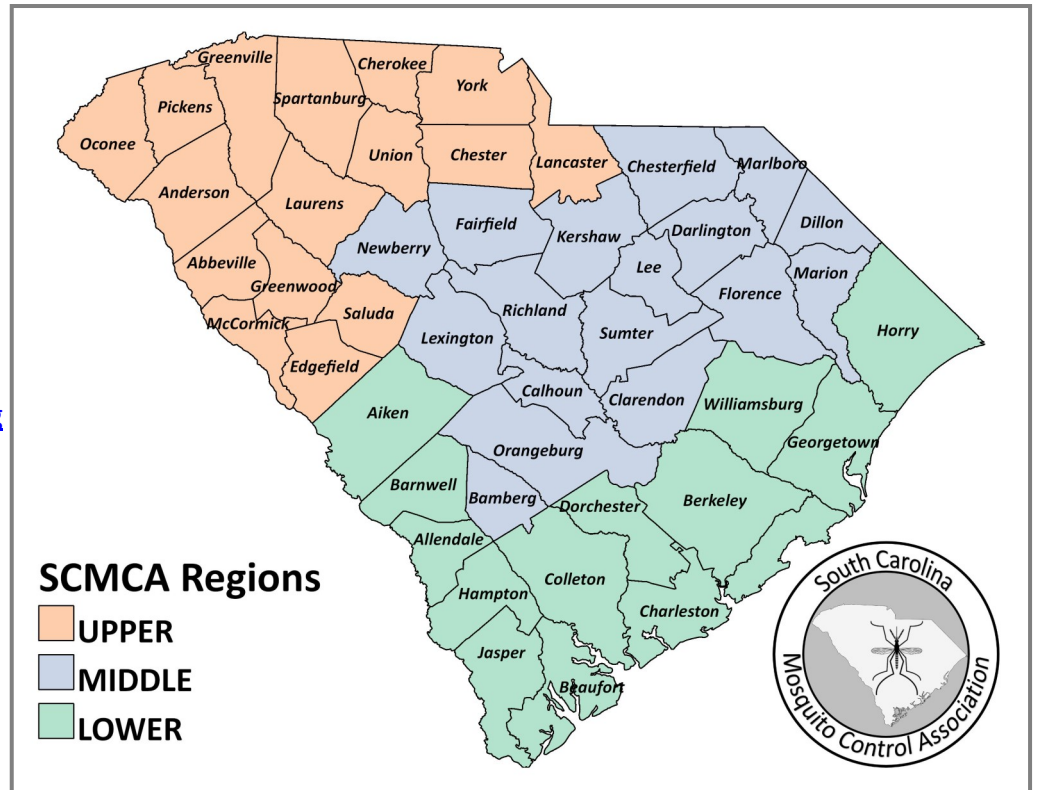 Greenville
Cherokee
York
Pickens
Spartanburg
Oconee
Union
Chester
Lancaster
Chesterfield
Marlboro
Anderson
Laurens
Fairfield
Kershaw
Darlington
Dillon
Newberry
Abbeville
Greenwood
Lee
Marion
Florence
McCormick
Saluda
Richland
Lexington
Sumter
Horry
Edgefield
Calhoun
Clarendon
Williamsburg
Aiken
Georgetown
Orangeburg
Barnwell
Bamberg
Dorchester
Berkeley
Allendale
Colleton
Hampton
Charleston
Jasper
Beaufort
SCMCA Regions
UPPER
MIDDLE
LOWER
South Carolina
Mosquito Control Association